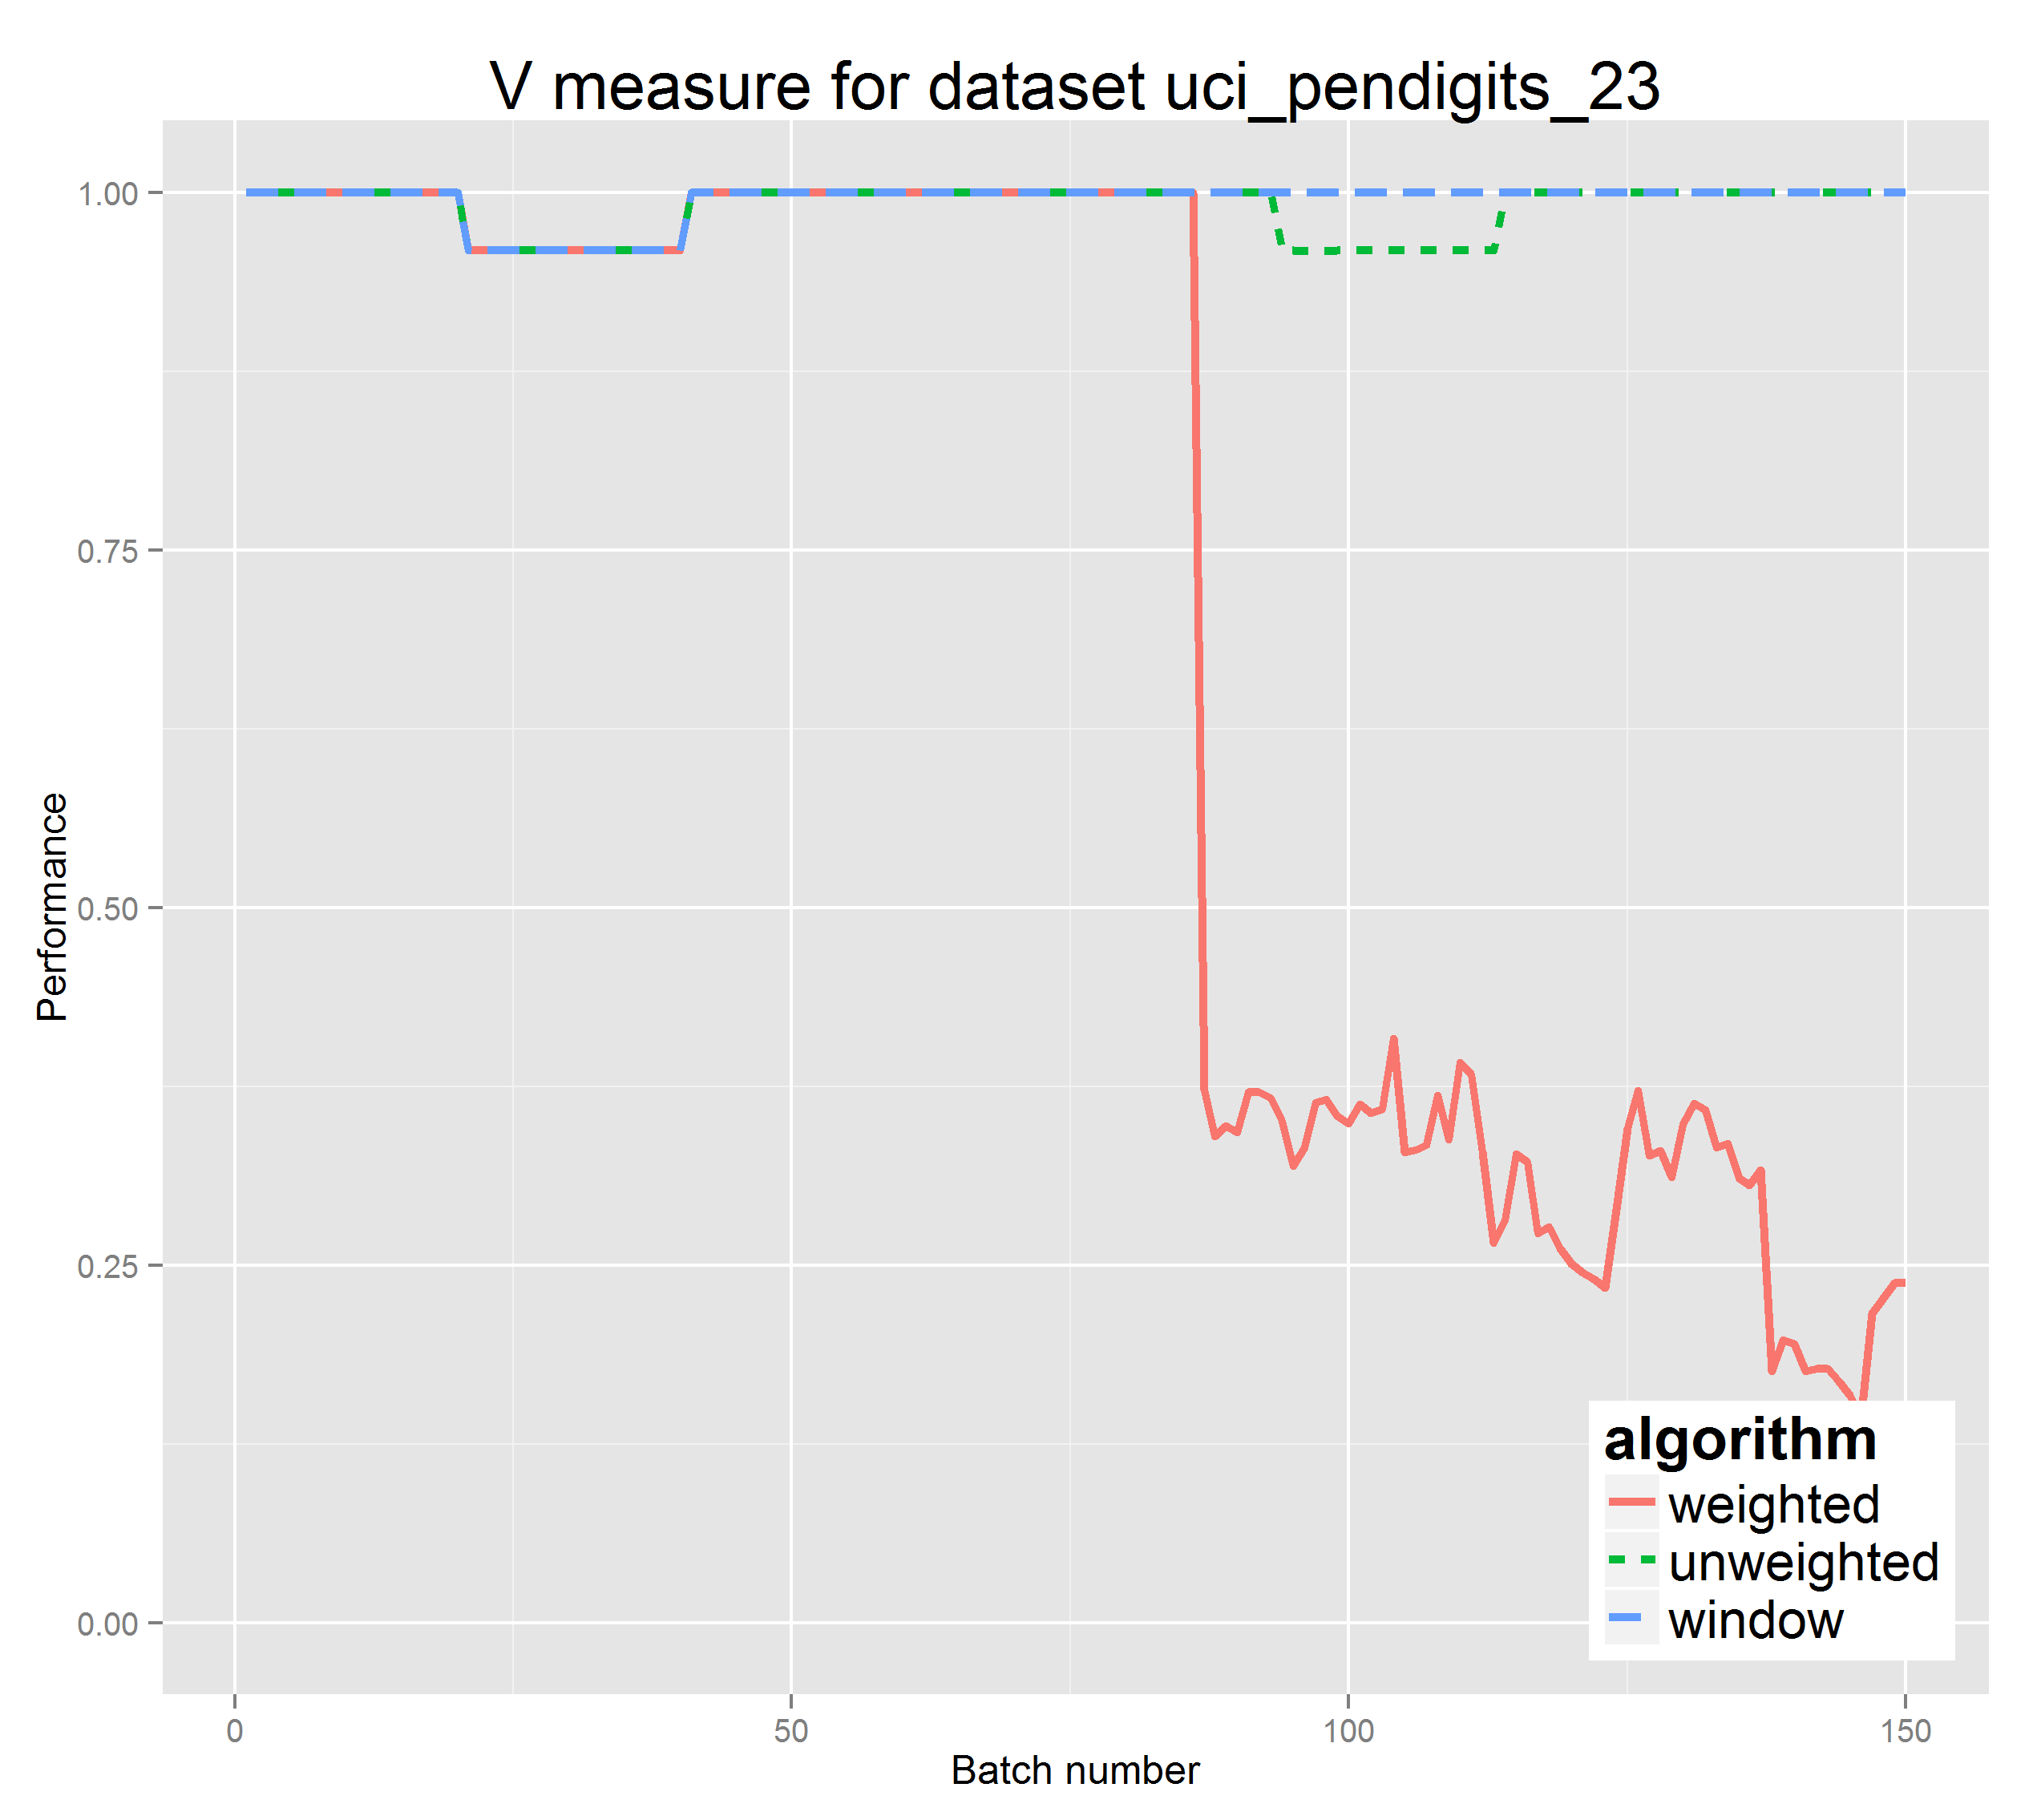 V measure for dataset uci_pendigits_23
1.00
0.75
0.50
0.25
0.00
Performance
0
50
100
150
Batch number
algorithm
weighted
unweighted
window